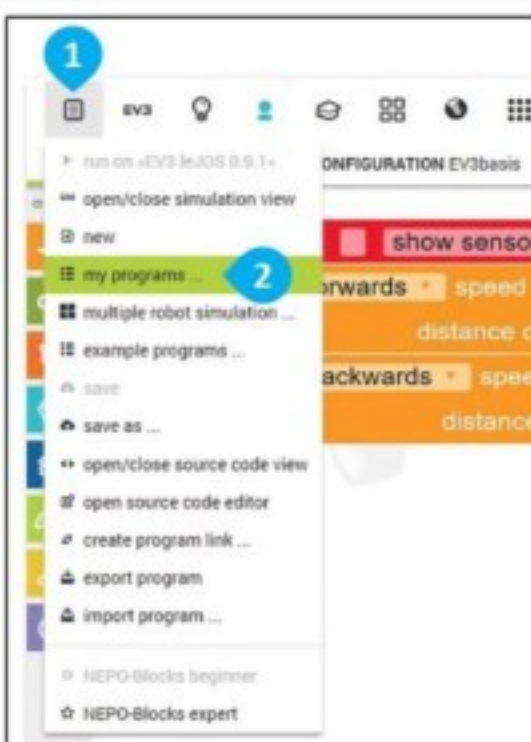 1
EV3
run on «EV3 leJOS 0.9.1»
ONFIGURATION EV3basis
open/close simulation view
new
show senso
my programs ...
2
orwards speed
multiple robot simulation ...
distance c
example programs ...
ackwards spee
save
distance
save as ...
open/close source code view
open source code editor
create program link ...
export program
import program ...
NEPO-Blocks beginner
NEPO-Blocks expert